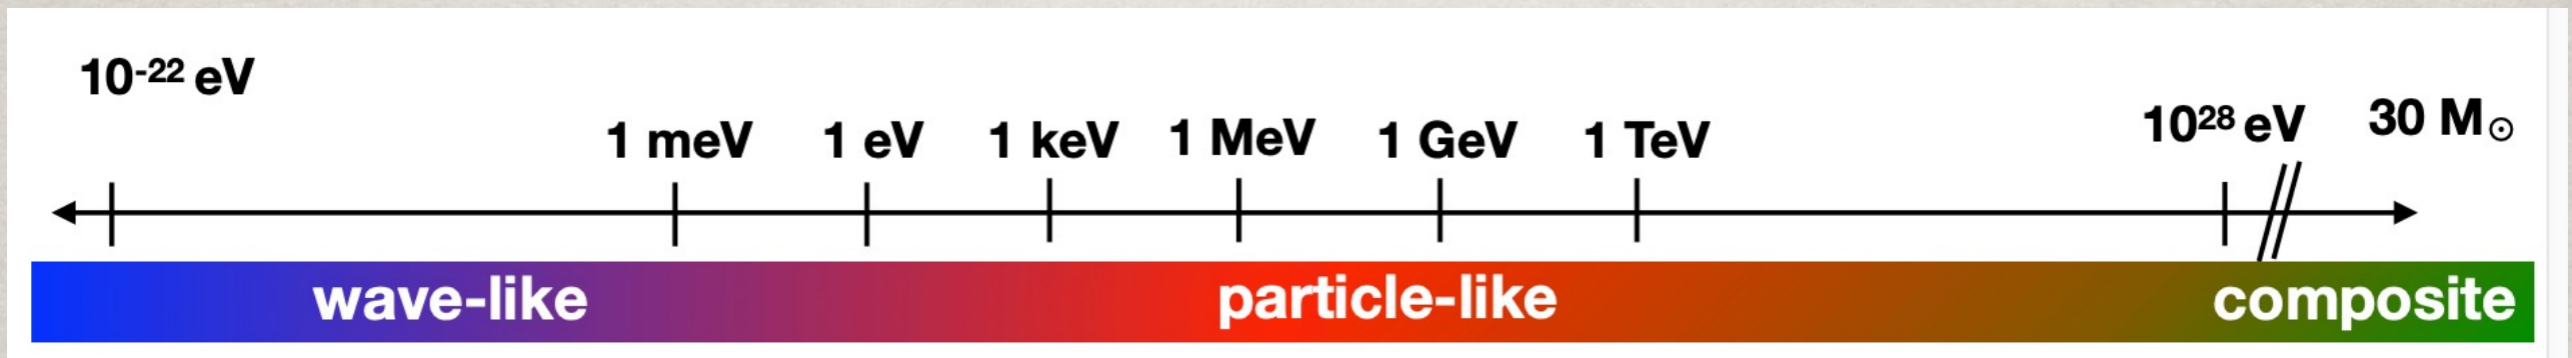 10⁻²² eV
1 meV 1 eV 1 keV 1 MeV 1 GeV 1 TeV 10²⁸ eV 30 M☉
wave-like particle-like composite